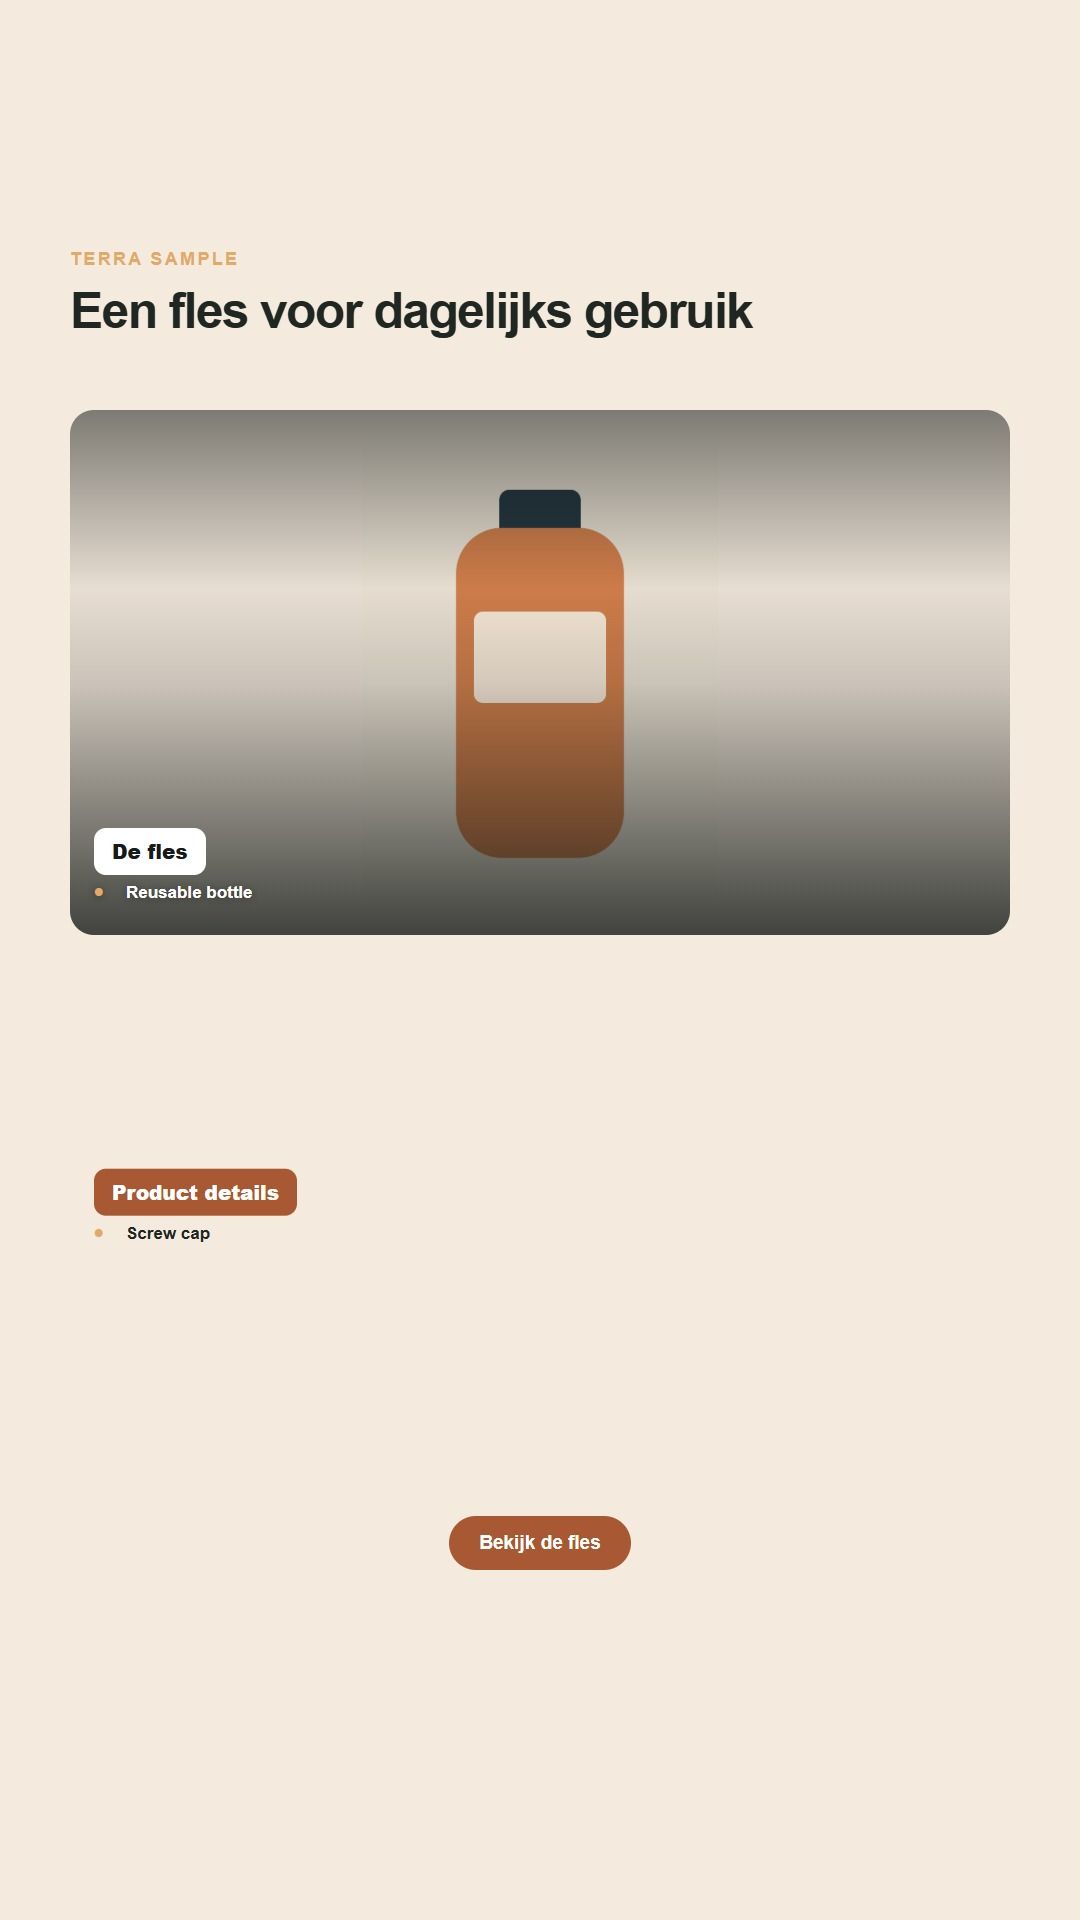 TERRA SAMPLE
Een fles voor dagelijks gebruik
De fles
Reusable bottle
Product details
Screw cap
Bekijk de fles